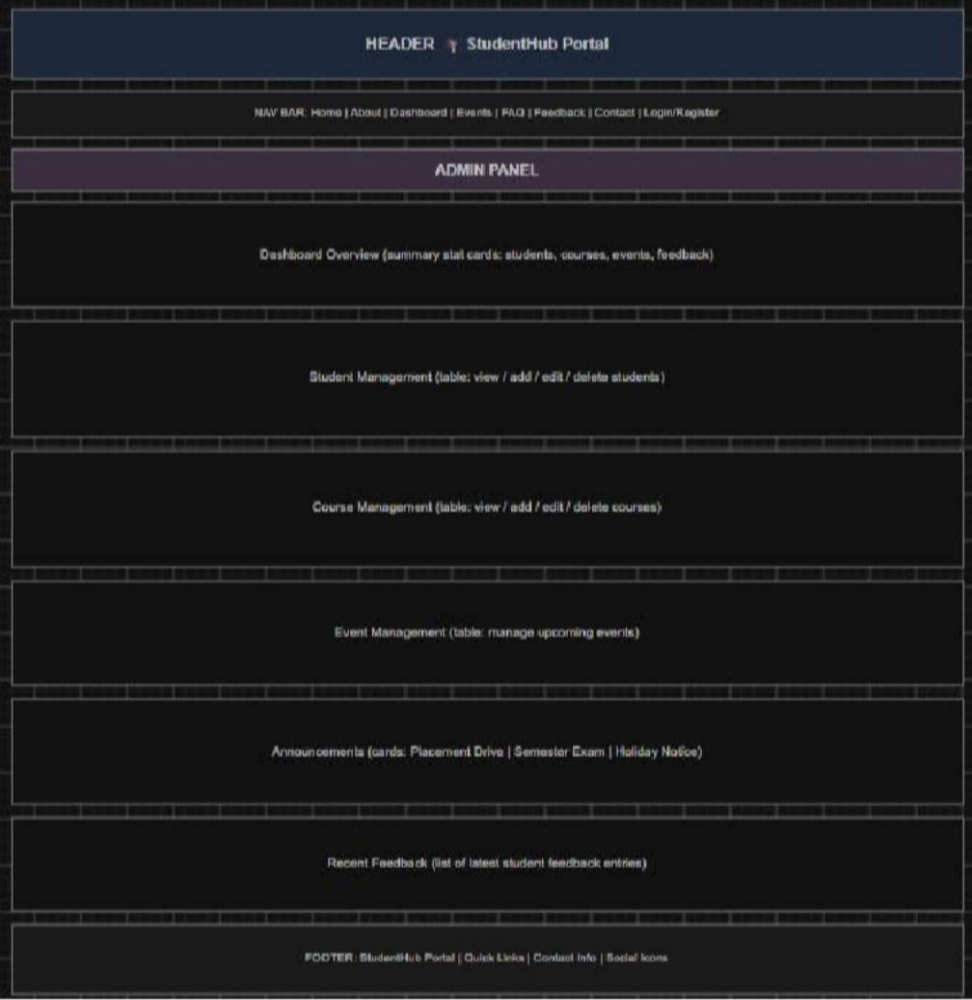 HEADER StudentHub Portal
NAV BAR: Home | About | Dashboard | Events | FAQ | Feedback | Contact | Login/Register
ADMIN PANEL
Dashboard Overview (summary stat cards: students, courses, events, feedback)
Student Management (table: view / add / edit / delete students)
Course Management (table: view / add / edit / delete courses)
Event Management (table: manage upcoming events)
Announcements (cards: Placement Drive | Semester Exam | Holiday Notice)
Recent Feedback (list of latest student feedback entries)
FOOTER: StudentHub Portal | Quick Links | Contact Info | Social Icons